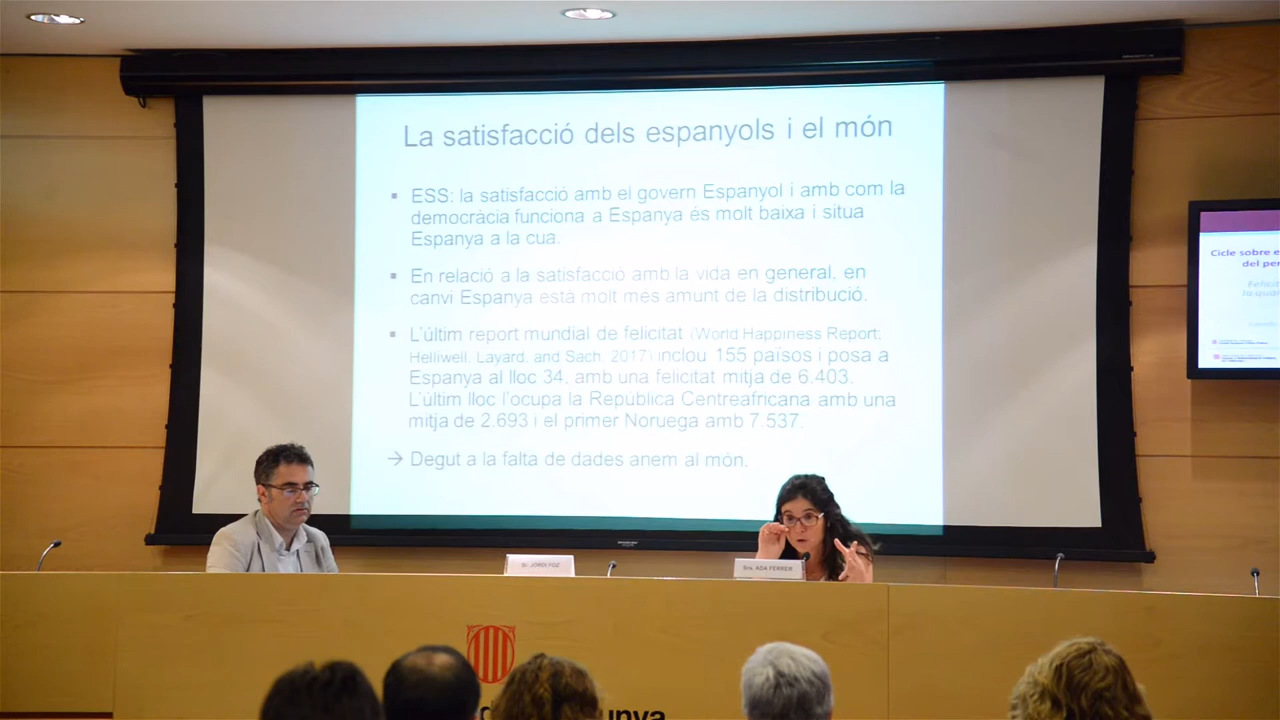 La satisfacció dels espanyols i el món
▪ ESS: la satisfacció amb el govern Espanyol i amb com la
democràcia funciona a Espanya és molt baixa i situa
Espanya a la cua.
▪ En relació a la satisfacció amb la vida en general, en
canvi Espanya està molt més amunt de la distribució.
▪ L'últim report mundial de felicitat (World Happiness Report;
Helliwell, Layard, and Sach, 2017) inclou 155 països i posa a
Espanya al lloc 34, amb una felicitat mitja de 6.403.
L'últim lloc l'ocupa la República Centreafricana amb una
mitja de 2.693 i el primer Noruega amb 7.537.
→ Degut a la falta de dades anem al món.
Cicle sobre e
del per
Felicit
la qua
Sr. JORDI FOZ
Sra. ADA FERRER
unya